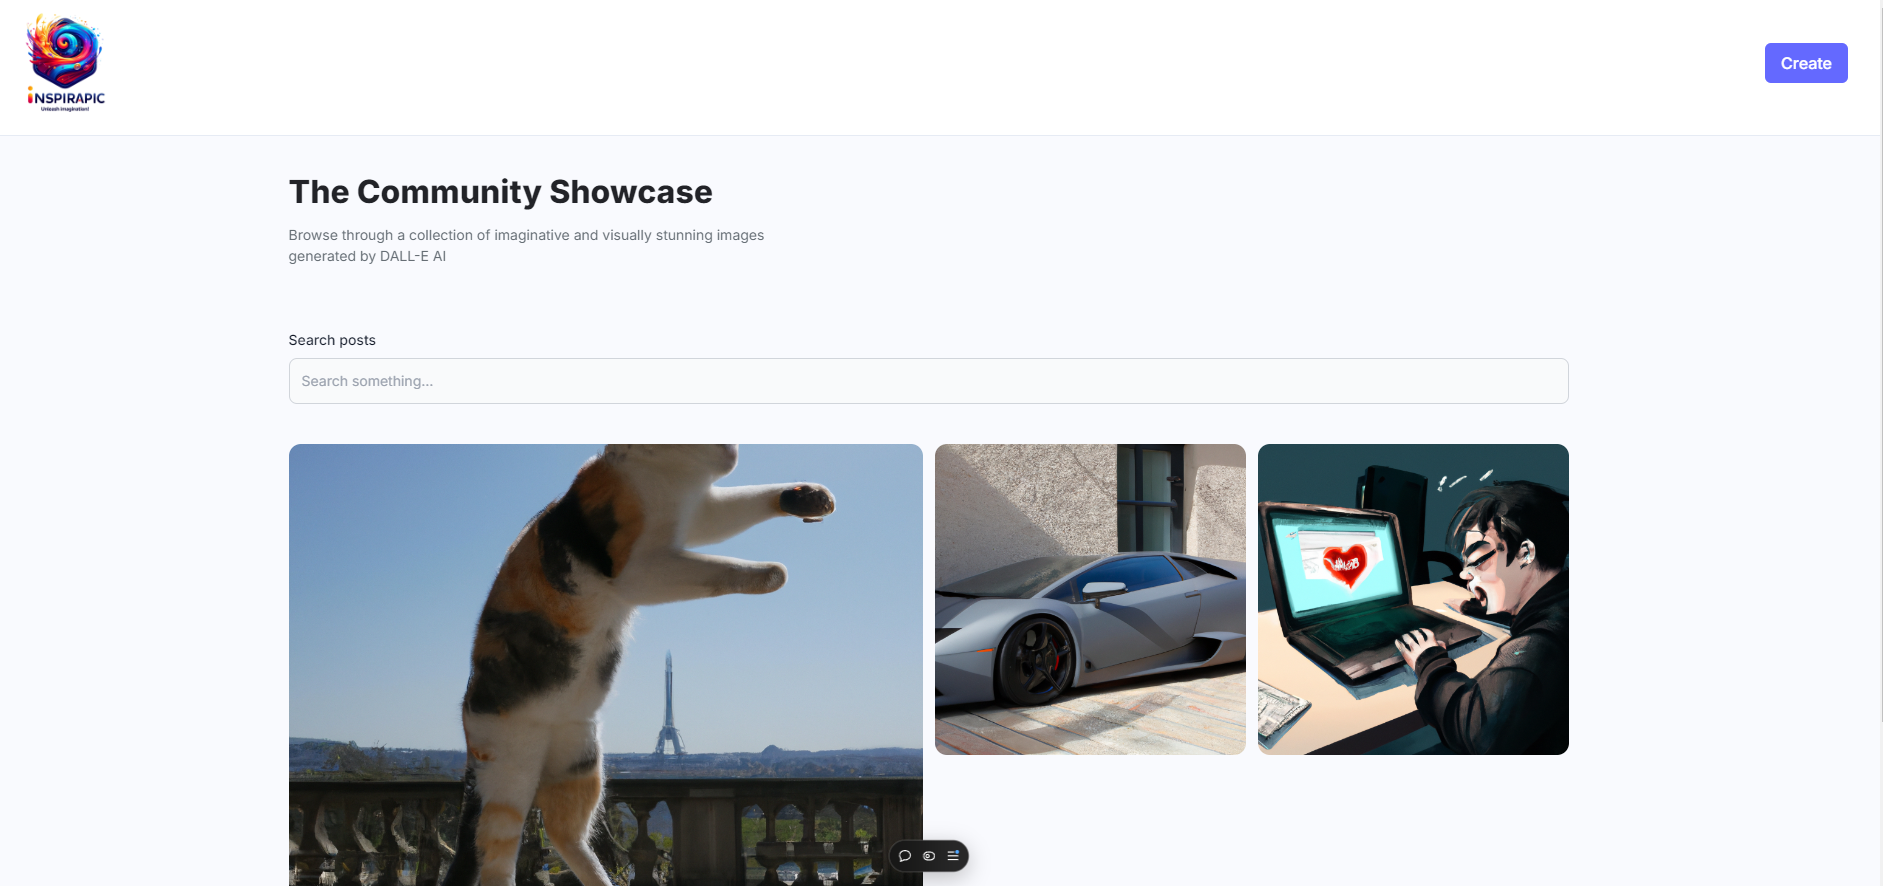 iNSPIRAPIC
Unleash Imagination!
Create
The Community Showcase
Browse through a collection of imaginative and visually stunning images
generated by DALL-E AI
Search posts
Search something...